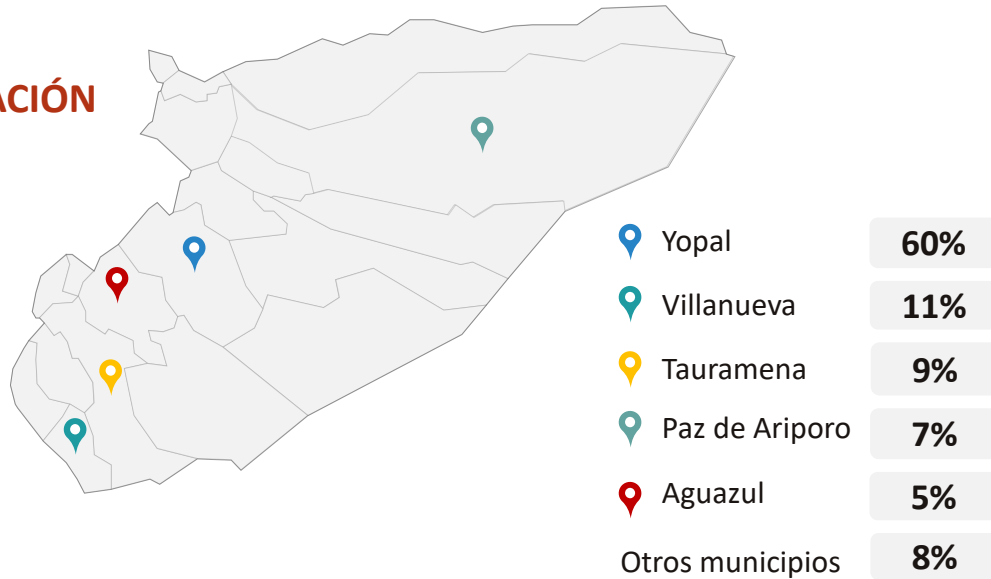 ACIÓN
Yopal 60%
Villanueva 11%
Tauramena 9%
Paz de Ariporo 7%
Aguazul 5%
Otros municipios 8%